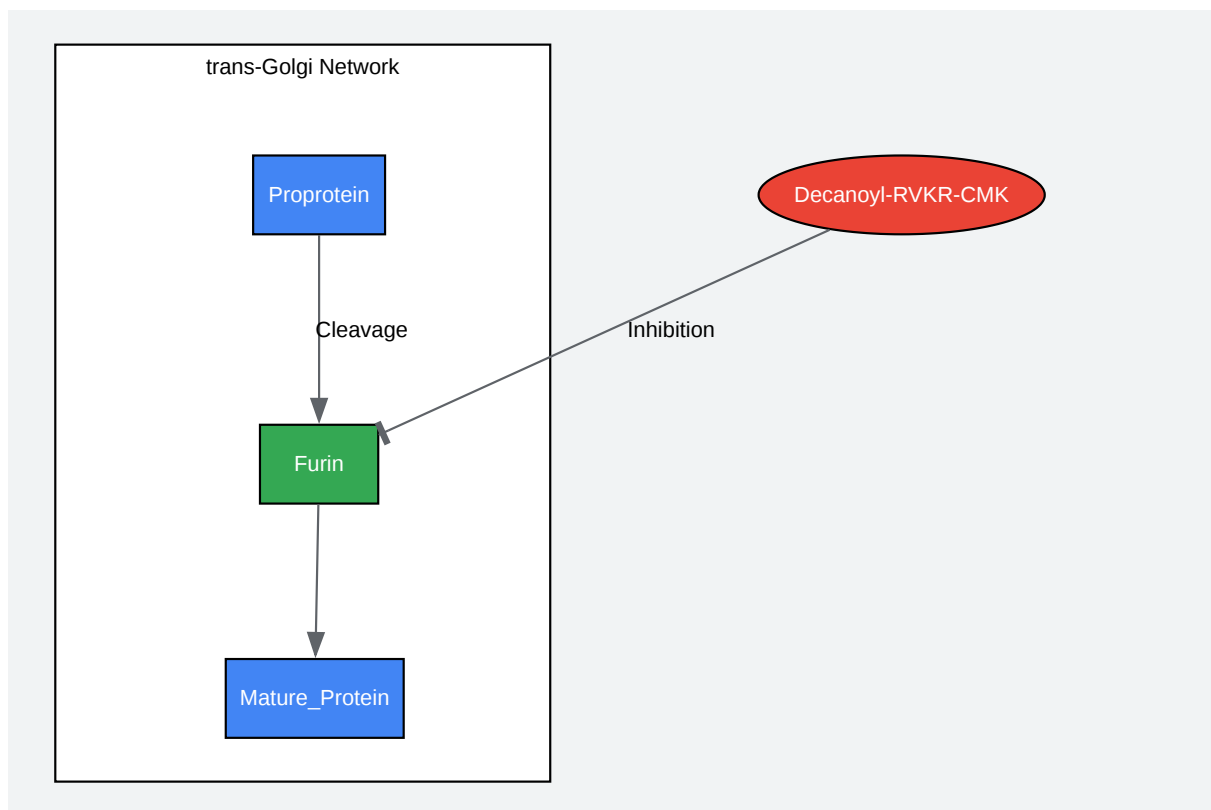 trans-Golgi Network
Proprotein
Decanoyl-RVKR-CMK
Cleavage
Inhibition
Furin
Mature_Protein